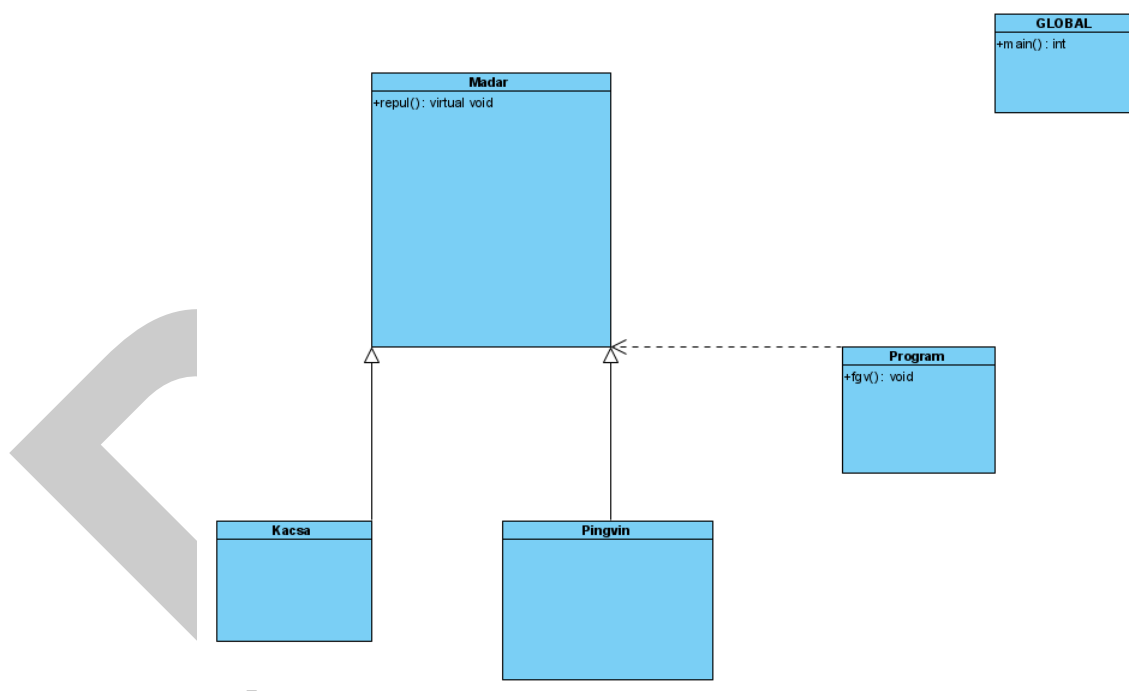 GLOBAL
+main() : int
Madar
+repul() : virtual void
Program
+fgv() : void
Kacsa
Pingvin